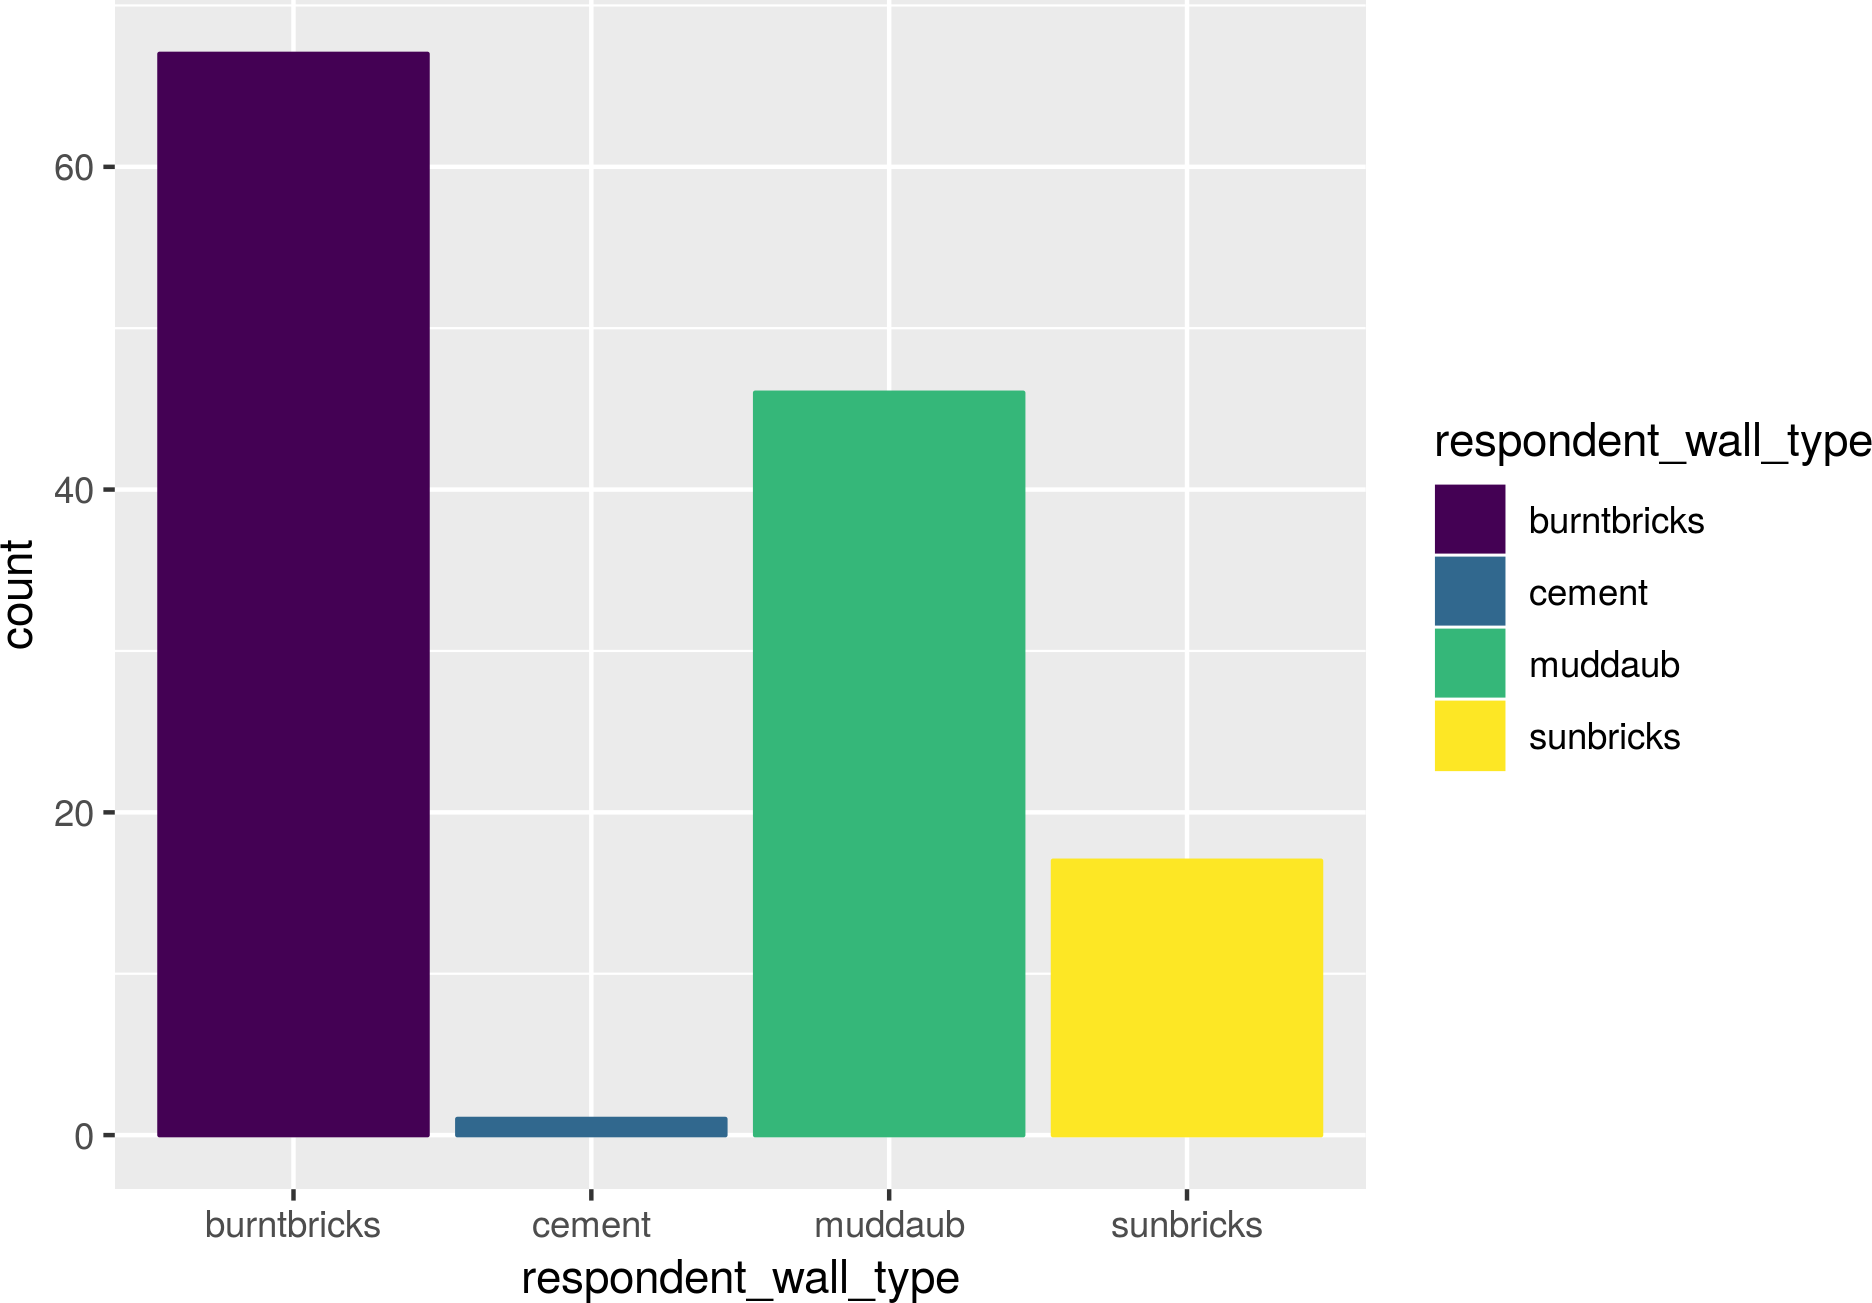 60
40
20
0
count
burntbricks cement muddaub sunbricks
respondent_wall_type
respondent_wall_type
burntbricks
cement
muddaub
sunbricks